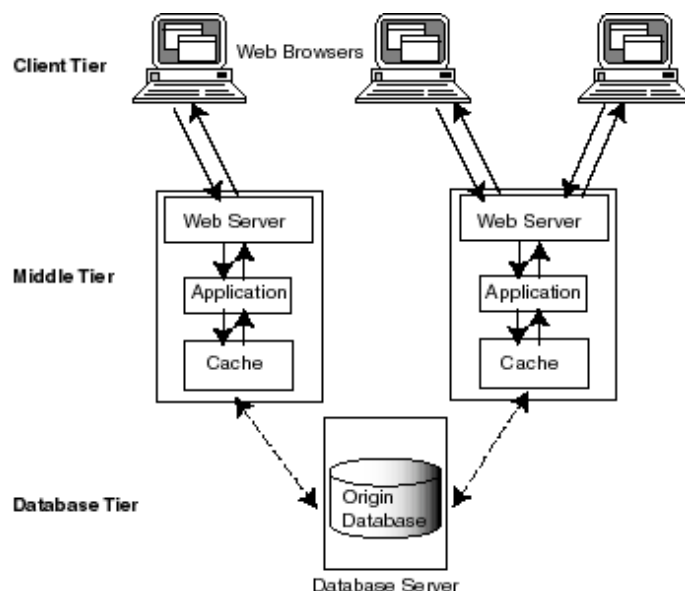 Client Tier
Web Browsers
Web Server
Web Server
Middle Tier
Application
Application
Cache
Cache
Database Tier
Origin
Database
Database Server